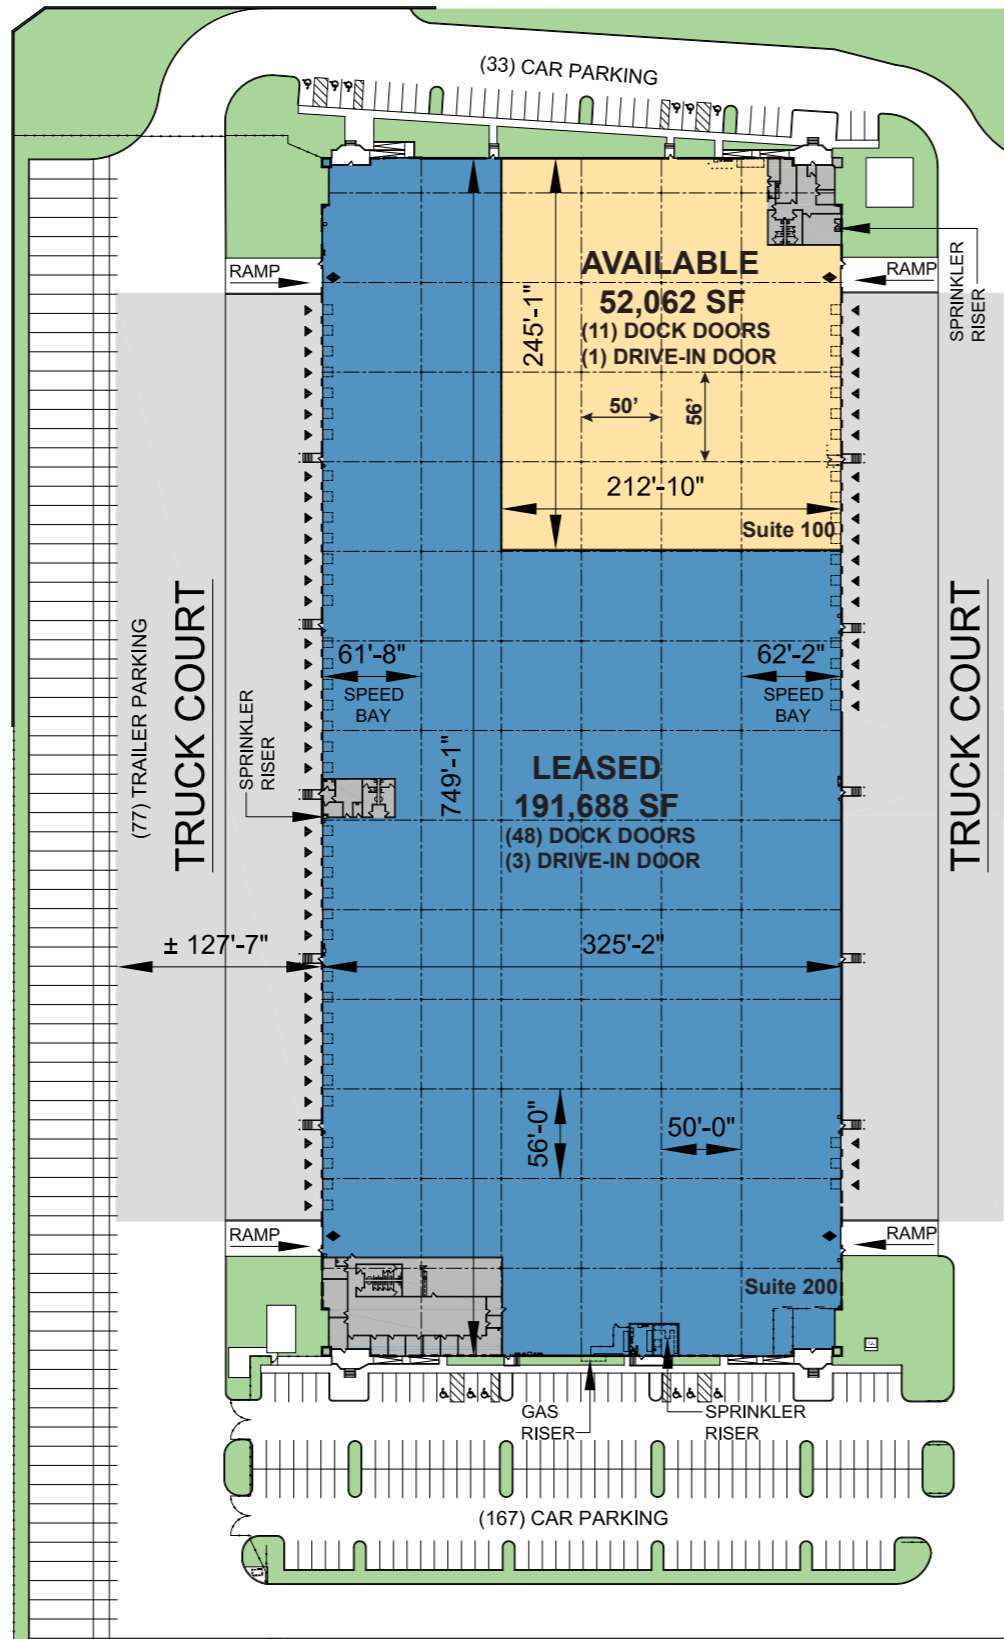 (33) CAR PARKING
RAMP
RAMP
SPRINKLER
RISER
AVAILABLE
52,062 SF
(11) DOCK DOORS
(1) DRIVE-IN DOOR
245'-1"
50’
56’
212'-10"
Suite 100
(77) TRAILER PARKING
TRUCK COURT
TRUCK COURT
61'-8"
SPEED
BAY
62'-2"
SPEED
BAY
SPRINKLER
RISER
749'-1"
LEASED
191,688 SF
(48) DOCK DOORS
(3) DRIVE-IN DOOR
± 127'-7"
325'-2"
56'-0"
50'-0"
RAMP
RAMP
Suite 200
GAS
RISER
SPRINKLER
RISER
(167) CAR PARKING